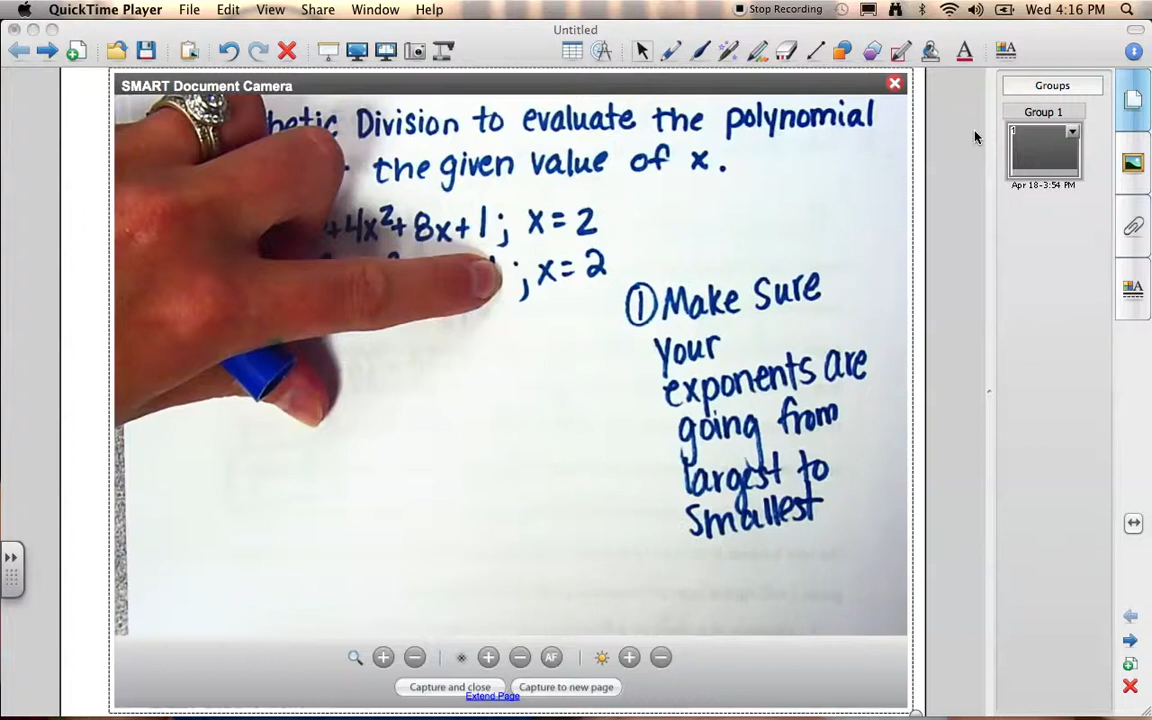 QuickTime Player File Edit View Share Window Help Stop Recording Wed 4:16 PM
Untitled
SMART Document Camera
Groups
Group 1
1
Apr 18-3:54 PM
Division to evaluate the polynomial
the given value of x.
+4x²+8x+1; x=2
; x=2
①Make Sure
your
exponents are
going from
largest to
smallest
AF
Capture and close Capture to new page
Extend Page